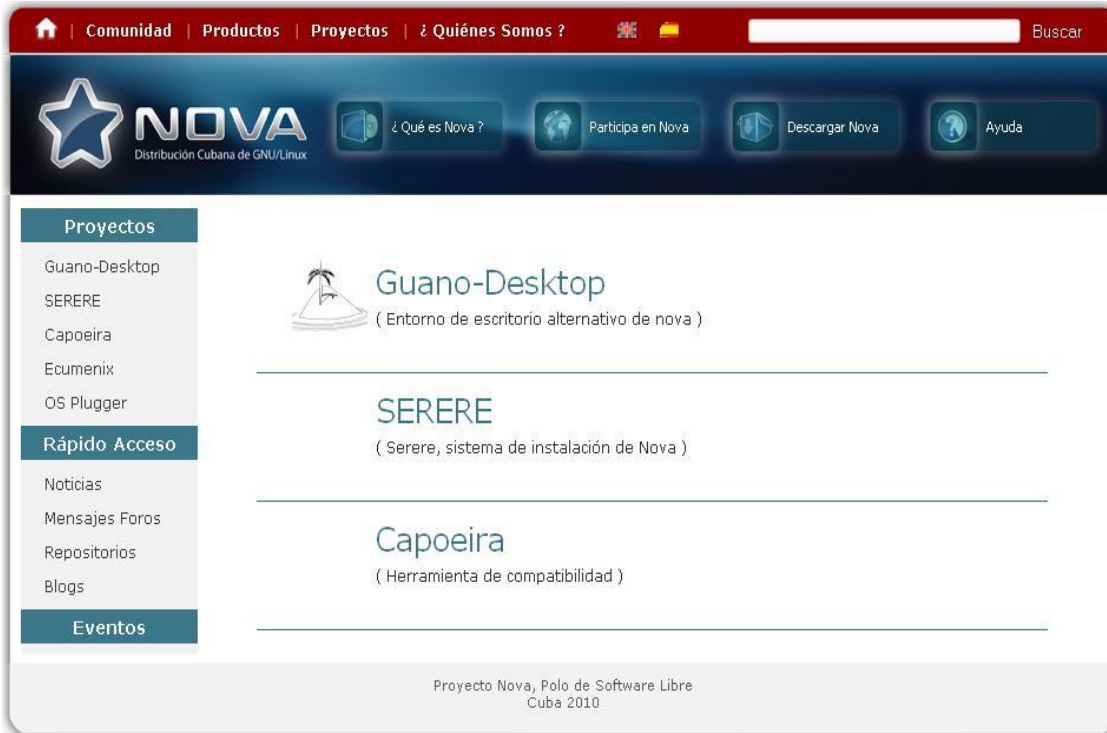 | Comunidad | Productos | Proyectos | ¿ Quiénes Somos ? Buscar
NOVA
Distribución Cubana de GNU/Linux
¿ Qué es Nova ? Participa en Nova Descargar Nova Ayuda
Proyectos
Guano-Desktop
SERERE
Capoeira
Ecumenix
OS Plugger
Rápido Acceso
Noticias
Mensajes Foros
Repositorios
Blogs
Eventos
Guano-Desktop
( Entorno de escritorio alternativo de nova )
SERERE
( Serere, sistema de instalación de Nova )
Capoeira
( Herramienta de compatibilidad )
Proyecto Nova, Polo de Software Libre
Cuba 2010